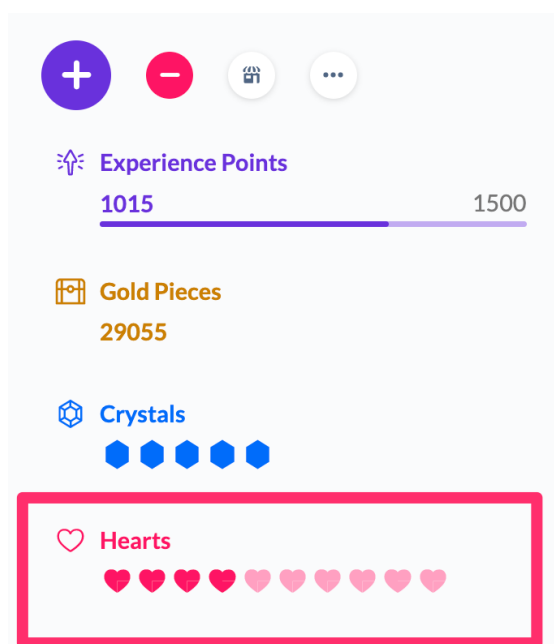 Experience Points
1015 1500
Gold Pieces
29055
Crystals
Hearts